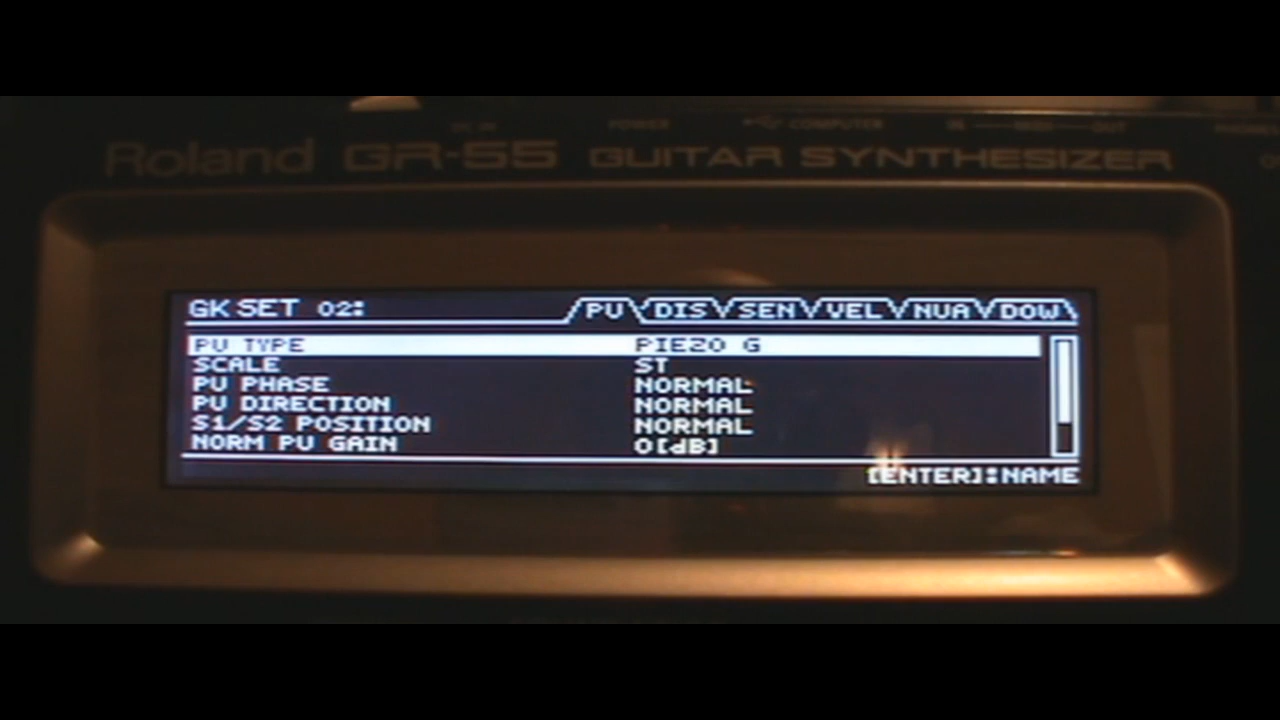 POWER COMPUTER OUT
Roland GR-55 GUITAR SYNTHESIZER
GK SET 02: PU DIS SEN VEL NUA DOW
PU TYPE PIEZO G
SCALE ST
PU PHASE NORMAL
PU DIRECTION NORMAL
S1/S2 POSITION NORMAL
NORM PU GAIN 0[dB]
[ENTER]:NAME